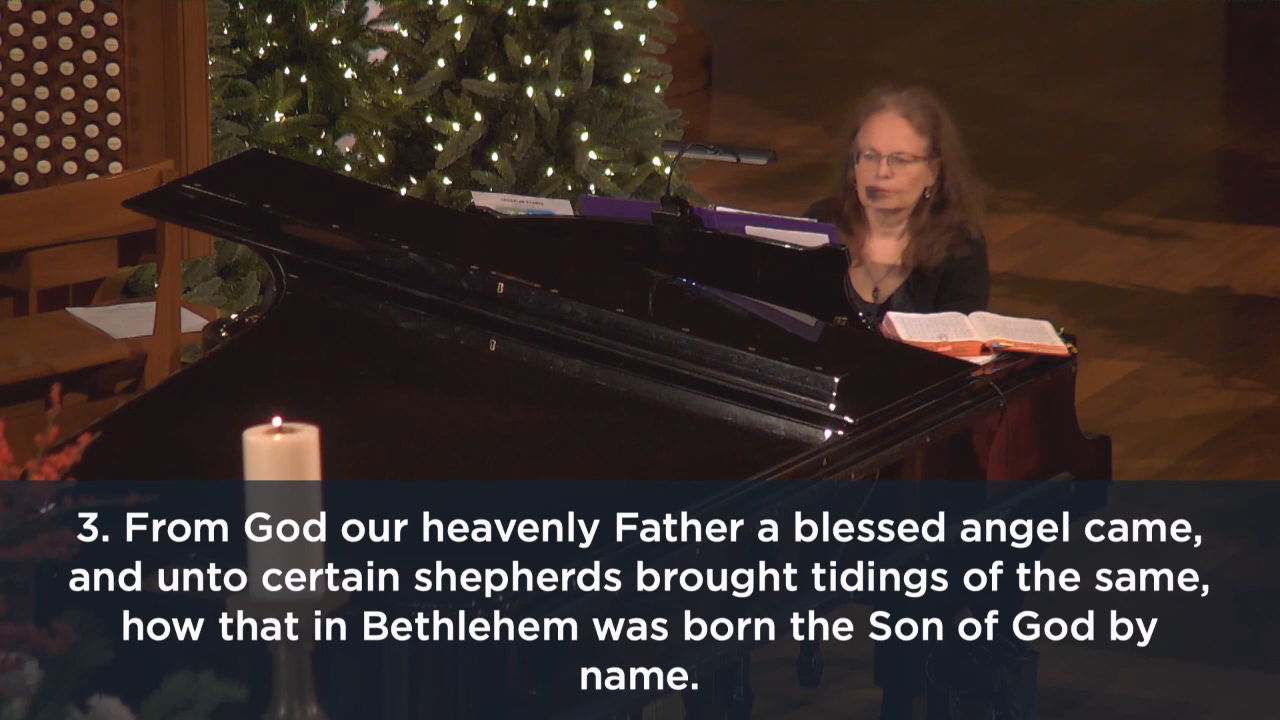 3. From God our heavenly Father a blessed angel came,
and unto certain shepherds brought tidings of the same,
how that in Bethlehem was born the Son of God by
name.